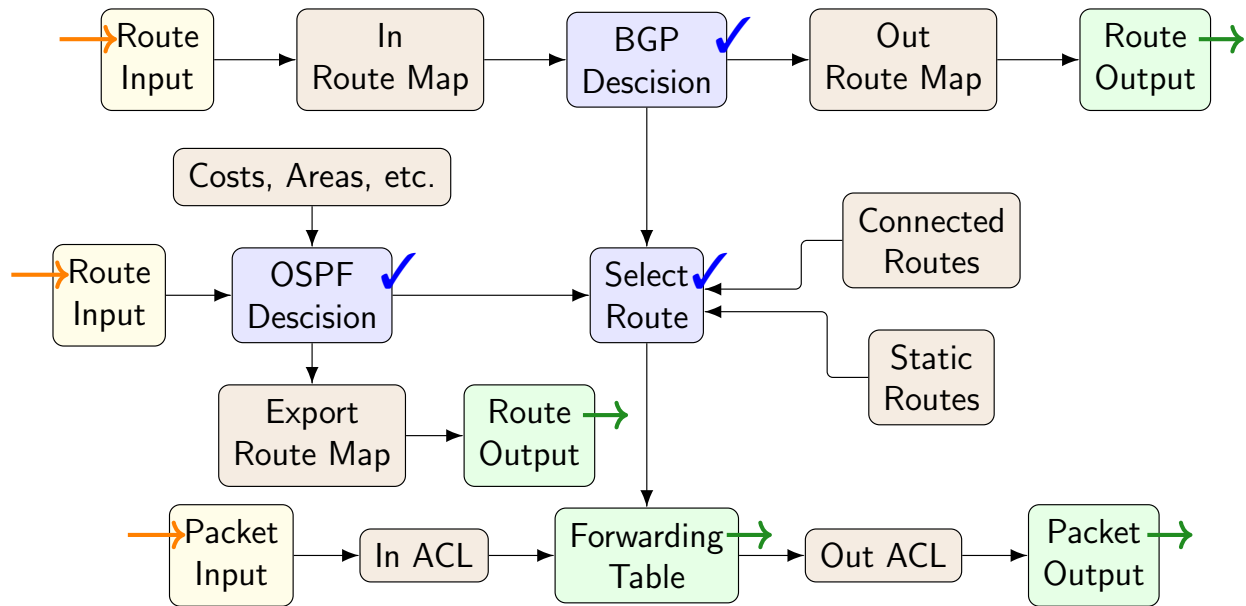 Route
Input
In
Route Map
BGP
Descision
Out
Route Map
Route
Output
Costs, Areas, etc.
Route
Input
OSPF
Descision
Select
Route
Connected
Routes
Static
Routes
Export
Route Map
Route
Output
Packet
Input
In ACL
Forwarding
Table
Out ACL
Packet
Output